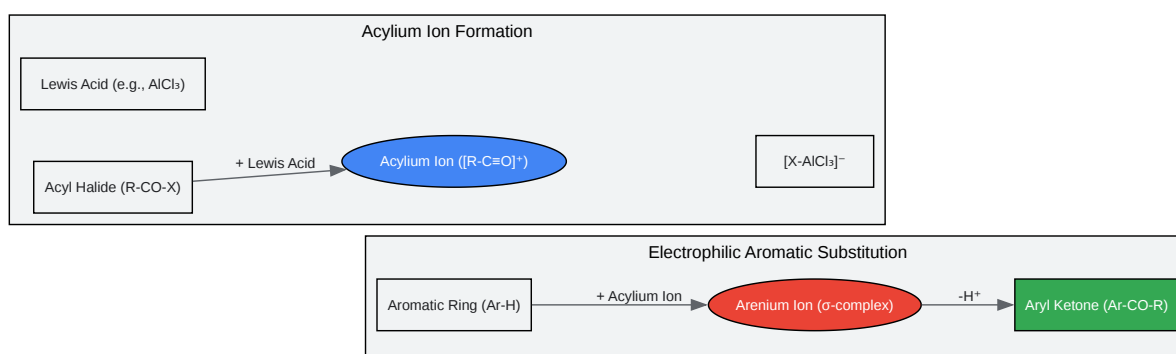 Acylium Ion Formation
Lewis Acid (e.g., AlCl₃)
Acyl Halide (R-CO-X)
+ Lewis Acid
Acylium Ion ([R-C≡O]⁺)
[X-AlCl₃]⁻
Electrophilic Aromatic Substitution
Aromatic Ring (Ar-H)
+ Acylium Ion
Arenium Ion (σ-complex)
-H⁺
Aryl Ketone (Ar-CO-R)